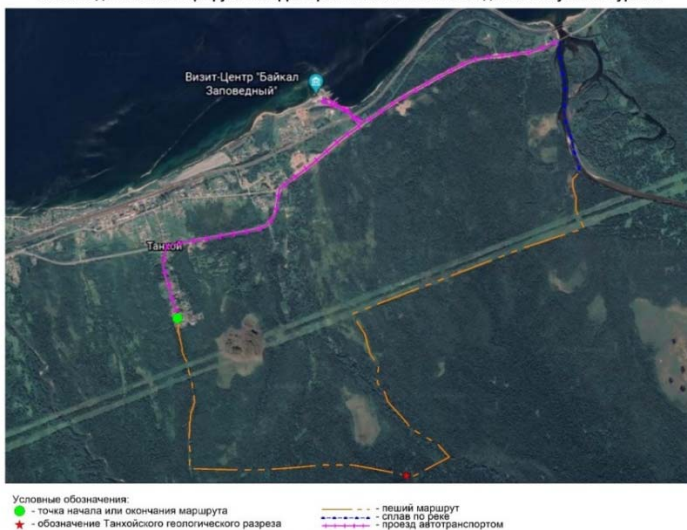 Визит-Центр "Байкал
Заповедный"
Танхой
Условные обозначения:
- точка начала или окончания маршрута
- обозначение Танхойского геологического разреза
- пеший маршрут
- сплав по реке
- проезд автотранспортом